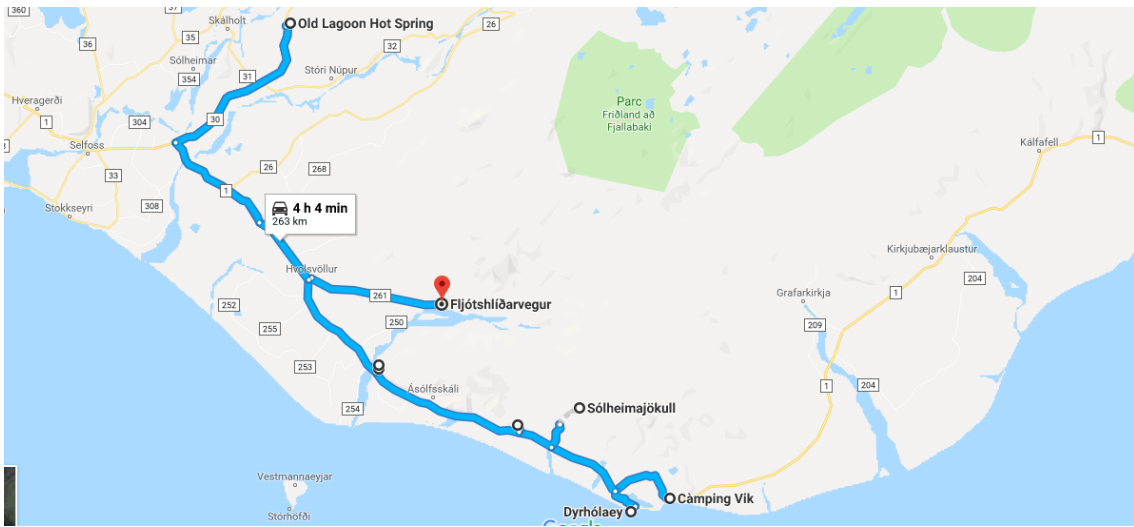 360
37
Skálholt
Old Lagoon Hot Spring
26
36
35
32
Sólheimar
31
Stóri Núpur
354
Parc
Friðland að
Fjallabaki
Hveragerði
304
30
1
1
Kálfafell
Selfoss
26
268
33
1
308
4 h 4 min
263 km
Stokkseyri
Hvolsvöllur
Kirkjubæjarklaustur
204
261
Fljótshlíðarvegur
1
Grafarkirkja
252
250
209
255
253
1
204
Ásólfsskáli
254
Sólheimajökull
Vestmannaeyjar
Càmping Vik
Dyrhólaey
Stórhöfði
Google